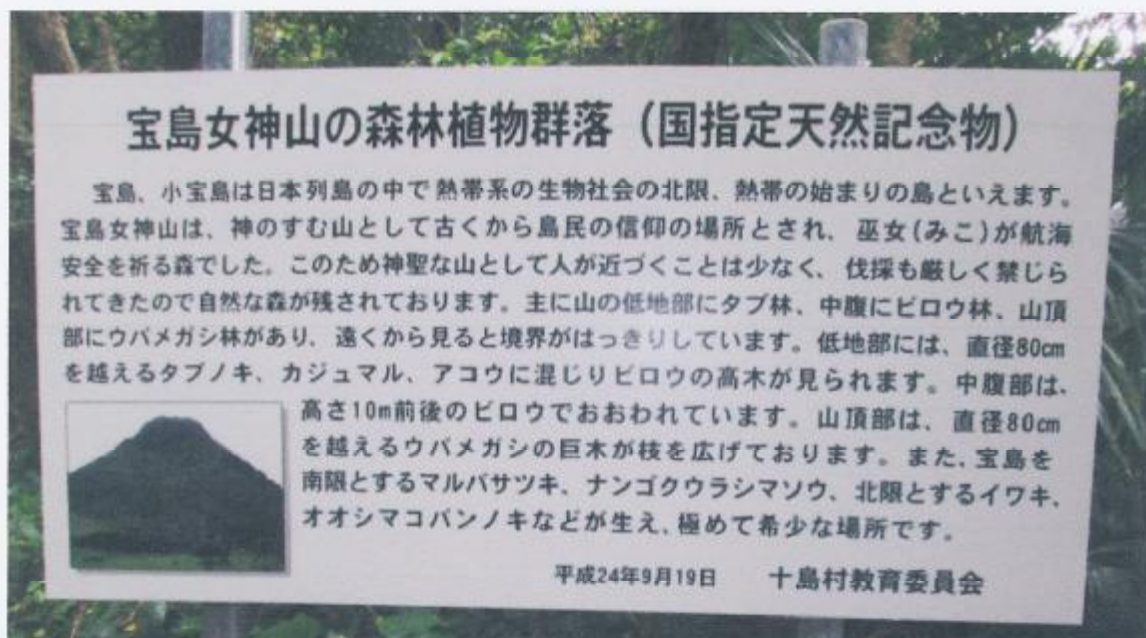 宝島女神山の森林植物群落（国指定天然記念物）
宝島、小宝島は日本列島の中で熱帯系の生物社会の北限、熱帯の始まりの島といえます。
宝島女神山は、神のすむ山として古くから島民の信仰の場所とされ、巫女(みこ)が航海
安全を祈る森でした。このため神聖な山として人が近づくことは少なく、伐採も厳しく禁じら
れてきたので自然な森が残されております。主に山の低地部にタブ林、中腹にビロウ林、山頂
部にウバメガシ林があり、遠くから見ると境界がはっきりしています。低地部には、直径80㎝
を越えるタブノキ、カジュマル、アコウに混じりビロウの高木が見られます。中腹部は、
高さ10m前後のビロウでおおわれています。山頂部は、直径80㎝
を越えるウバメガシの巨木が枝を広げております。また、宝島を
南限とするマルバサツキ、ナンゴクウラシマソウ、北限とするイワキ、
オオシマコバンノキなどが生え、極めて希少な場所です。
平成24年9月19日　十島村教育委員会